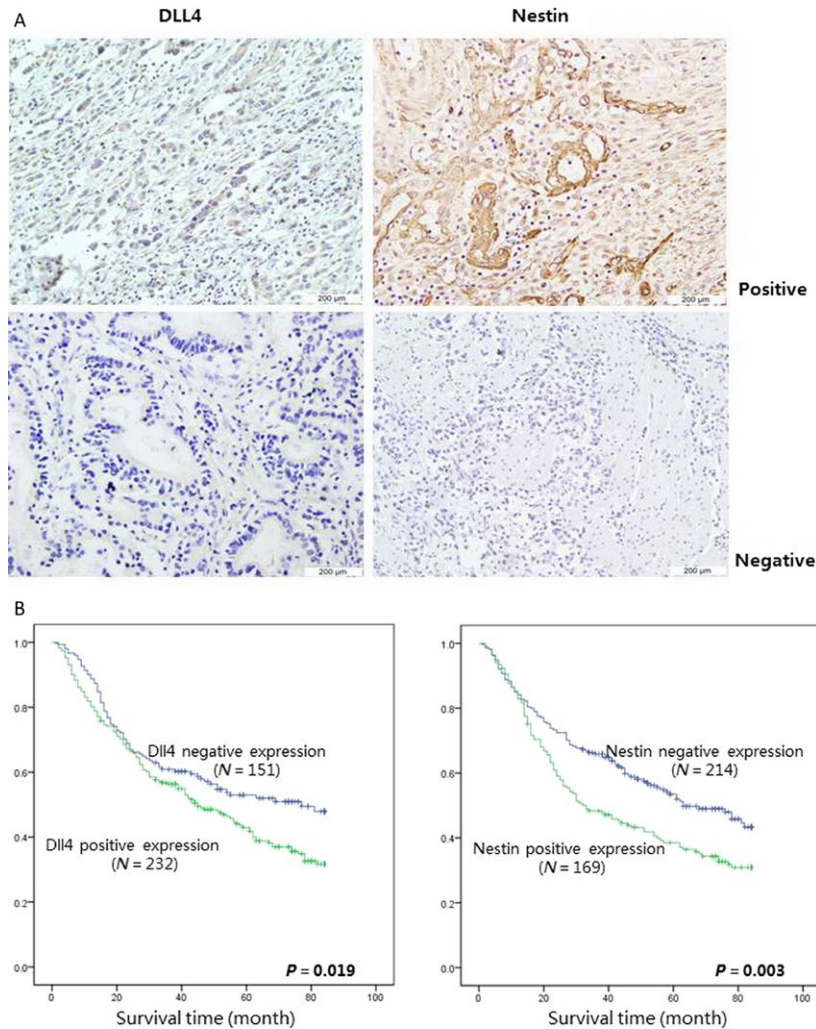 A
DLL4
Nestin
200 µm
200 µm
Positive
200 µm
200 µm
Negative
B
1.0
0.8
0.6
0.4
0.2
0.0
Dll4 negative expression
(N = 151)
Dll4 positive expression
(N = 232)
P = 0.019
0
20
40
60
80
100
Survival time (month)
1.0
0.8
0.6
0.4
0.2
0.0
Nestin negative expression
(N = 214)
Nestin positive expression
(N = 169)
P = 0.003
0
20
40
60
80
100
Survival time (month)